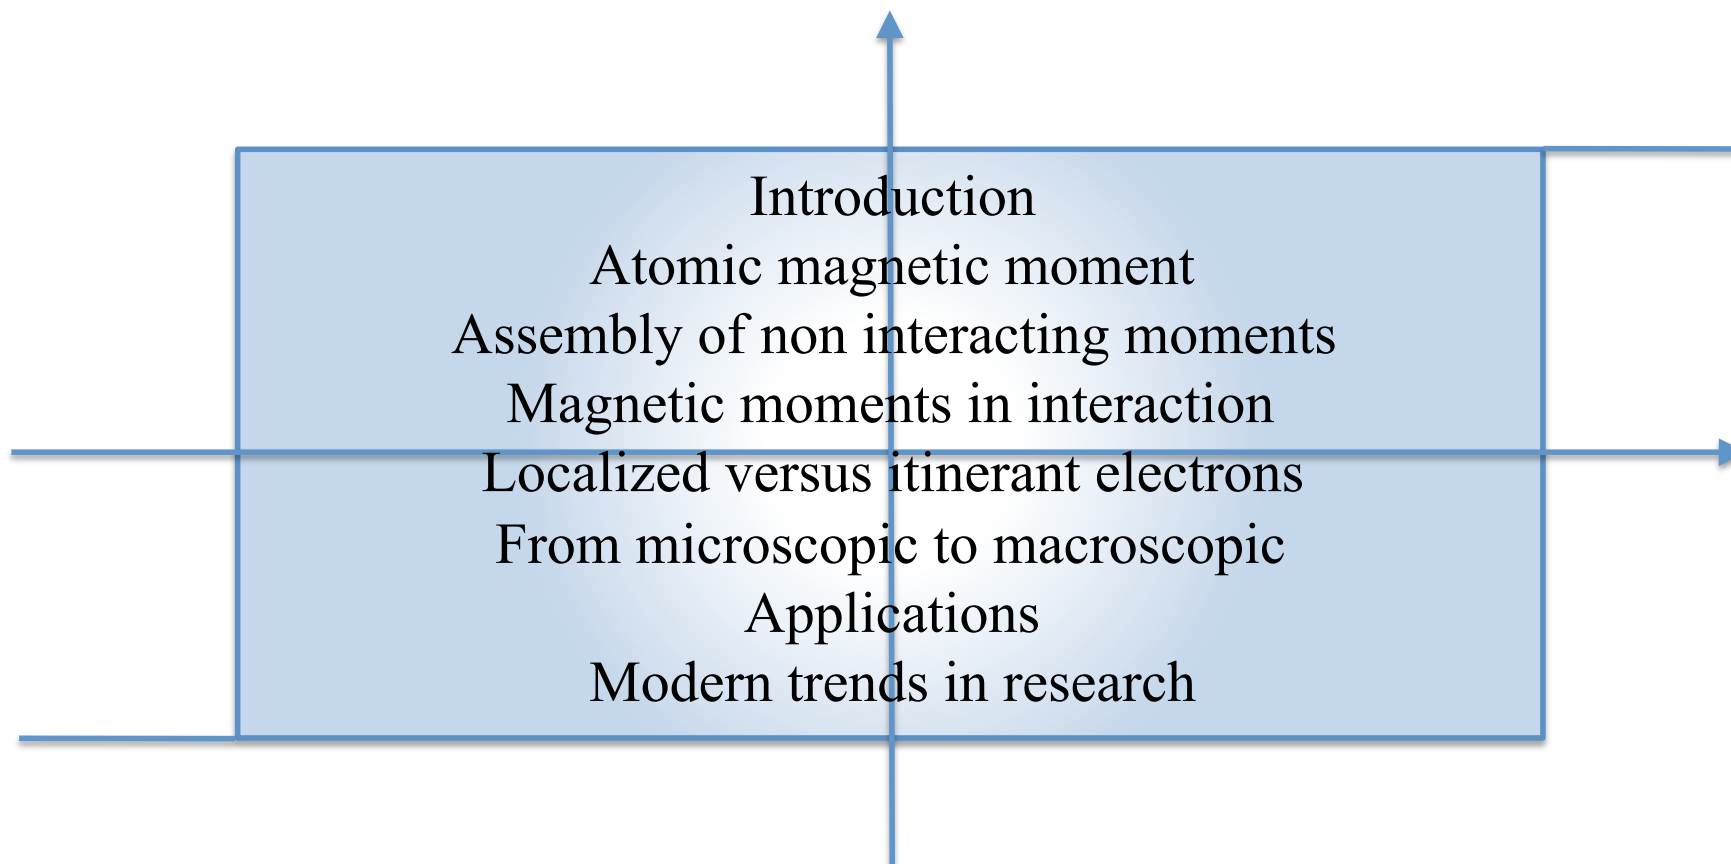 Introduction
Atomic magnetic moment
Assembly of non interacting moments
Magnetic moments in interaction
Localized versus itinerant electrons
From microscopic to macroscopic
Applications
Modern trends in research